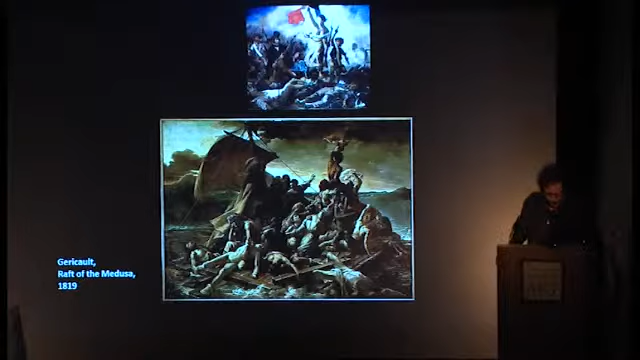 Gericault,
Raft of the Medusa,
1819